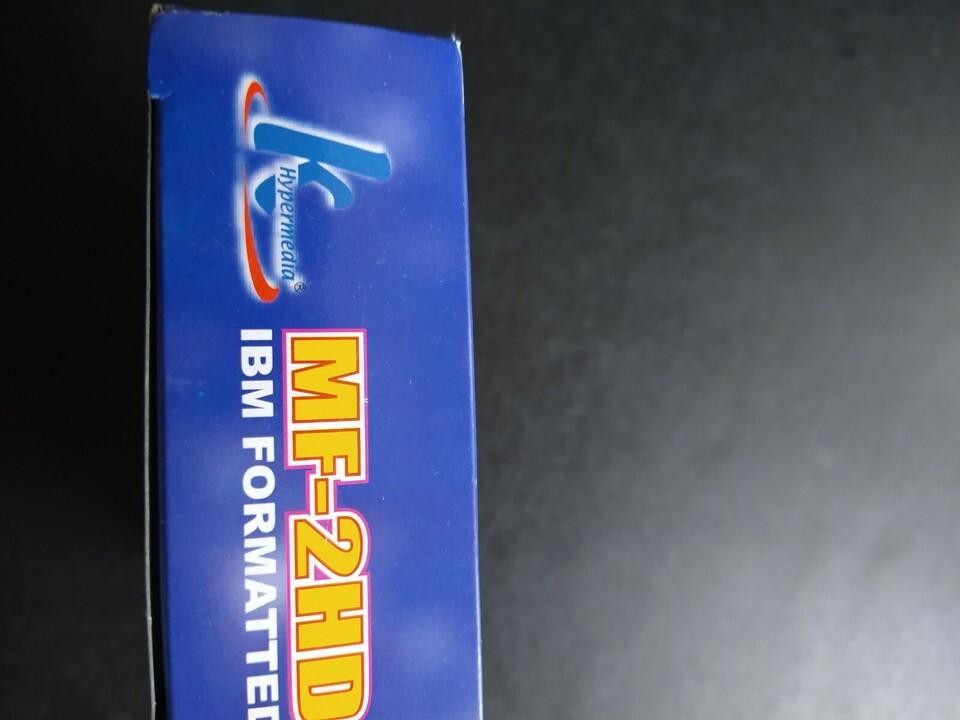 K
Hypermedia®
MF-2HD
IBM FORMATTED